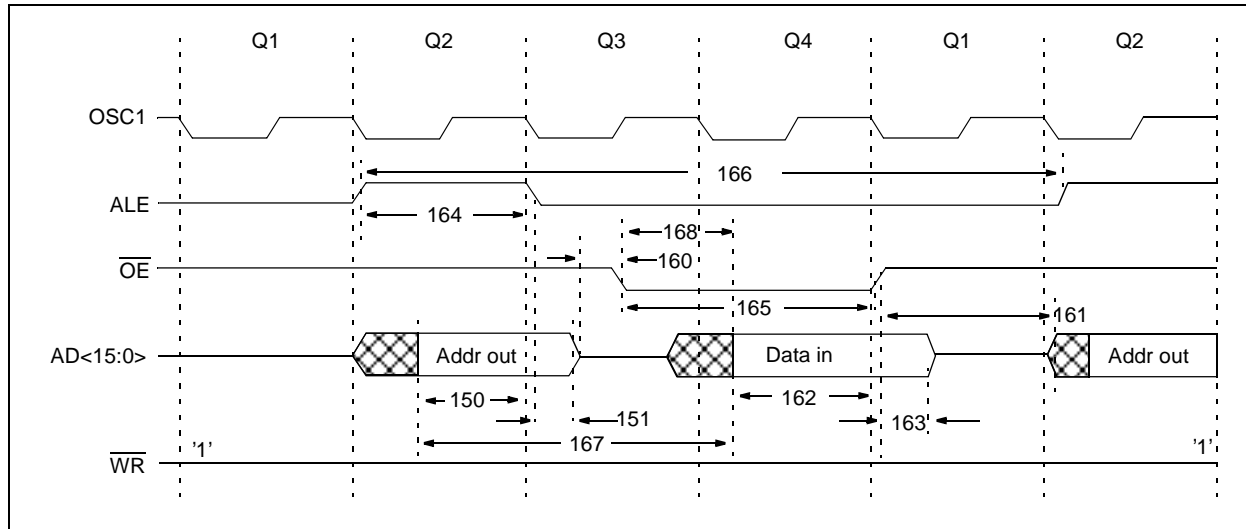 Q1 Q2 Q3 Q4 Q1 Q2
OSC1
166
ALE
164
168
OE
160
165
161
AD<15:0>
Addr out
Data in
Addr out
150
162
151
163
167
'1'
'1'
WR